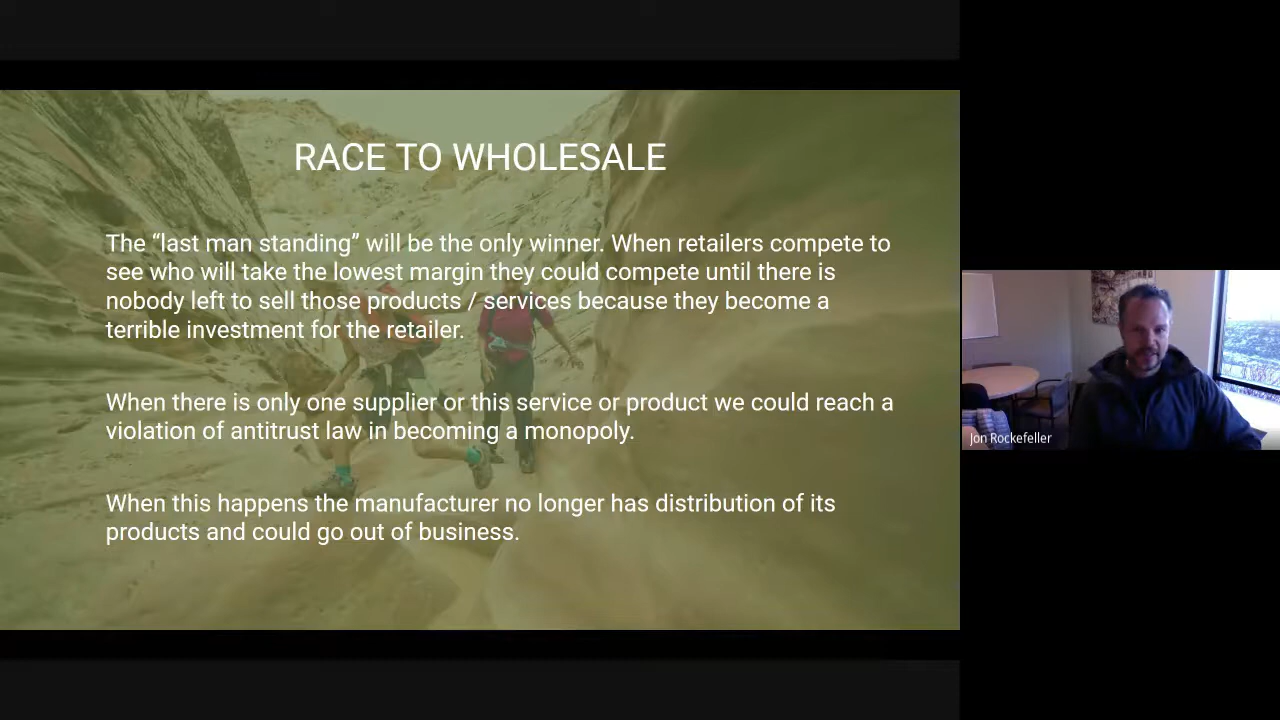 RACE TO WHOLESALE
The “last man standing” will be the only winner. When retailers compete to
see who will take the lowest margin they could compete until there is
nobody left to sell those products / services because they become a
terrible investment for the retailer.
When there is only one supplier or this service or product we could reach a
violation of antitrust law in becoming a monopoly.
When this happens the manufacturer no longer has distribution of its
products and could go out of business.
Jon Rockefeller